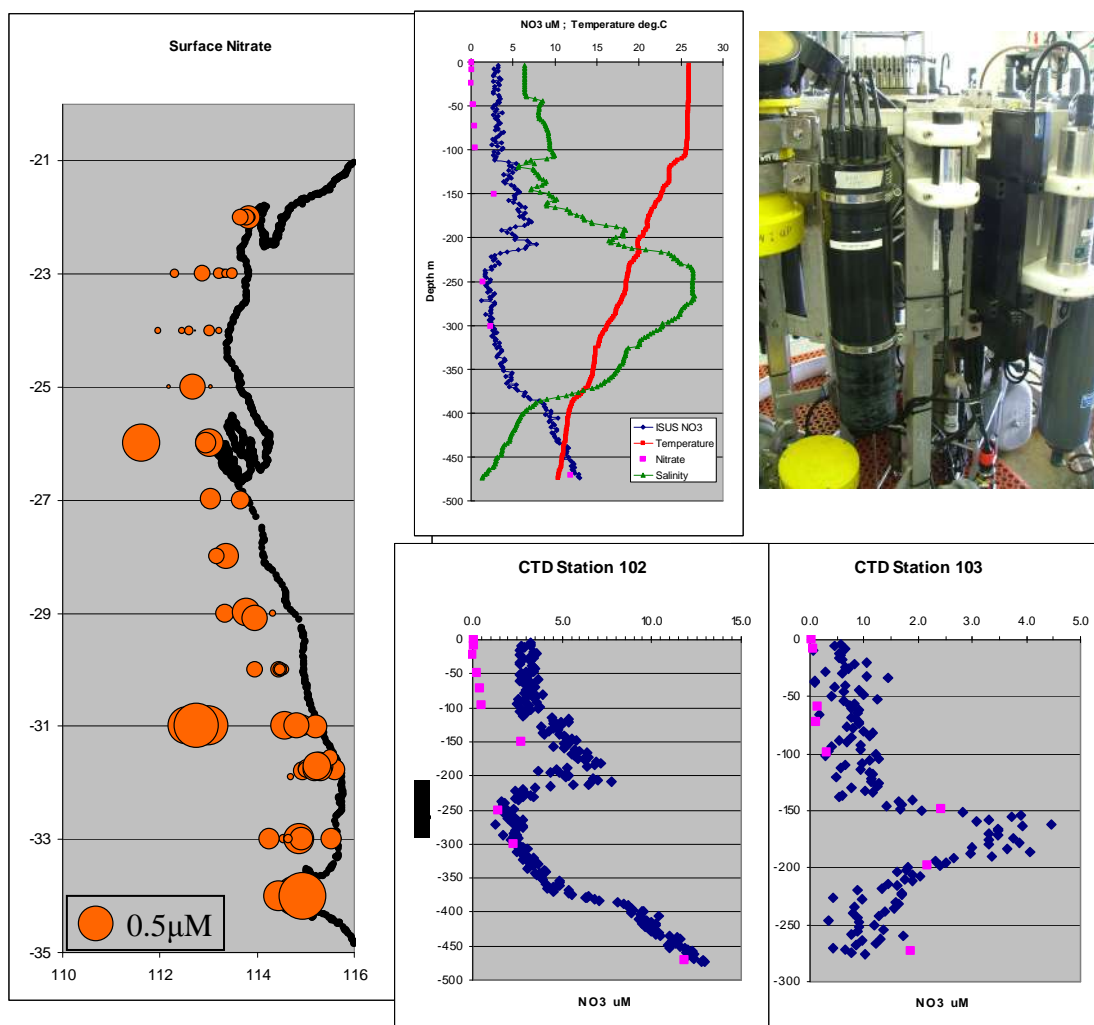 Surface Nitrate
-21
-23
-25
-27
-29
-31
-33
-35
110 112 114 116
0.5µM
NO3 uM ; Temperature deg.C
0 5 10 15 20 25 30
0
-50
-100
-150
-200
-250
-300
-350
-400
-450
-500
Depth m
ISUS NO3
Temperature
Nitrate
Salinity
CTD Station 102
0.0 5.0 10.0 15.0
0
-50
-100
-150
-200
-250
-300
-350
-400
-450
-500
NO3 uM
CTD Station 103
0.0 1.0 2.0 3.0 4.0 5.0
0
-50
-100
-150
-200
-250
-300
NO3 uM